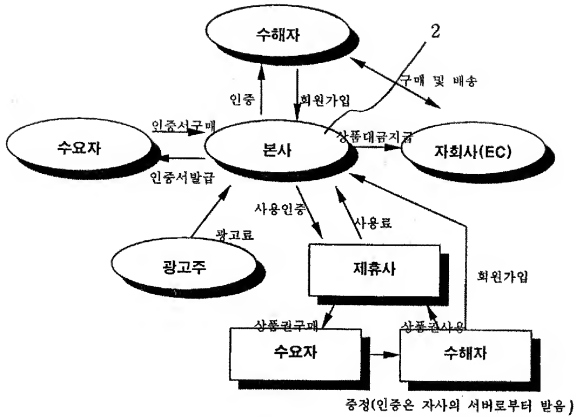 수해자
2
구매 및 배송
인증
회원가입
인증서구매
수요자
본사
상품대금지급
자회사(EC)
인증서발급
사용인증
사용료
광고료
광고주
제휴사
회원가입
상품권구매
상품권사용
수요자
수해자
증정(인증은 자사의 서버로부터 받음)